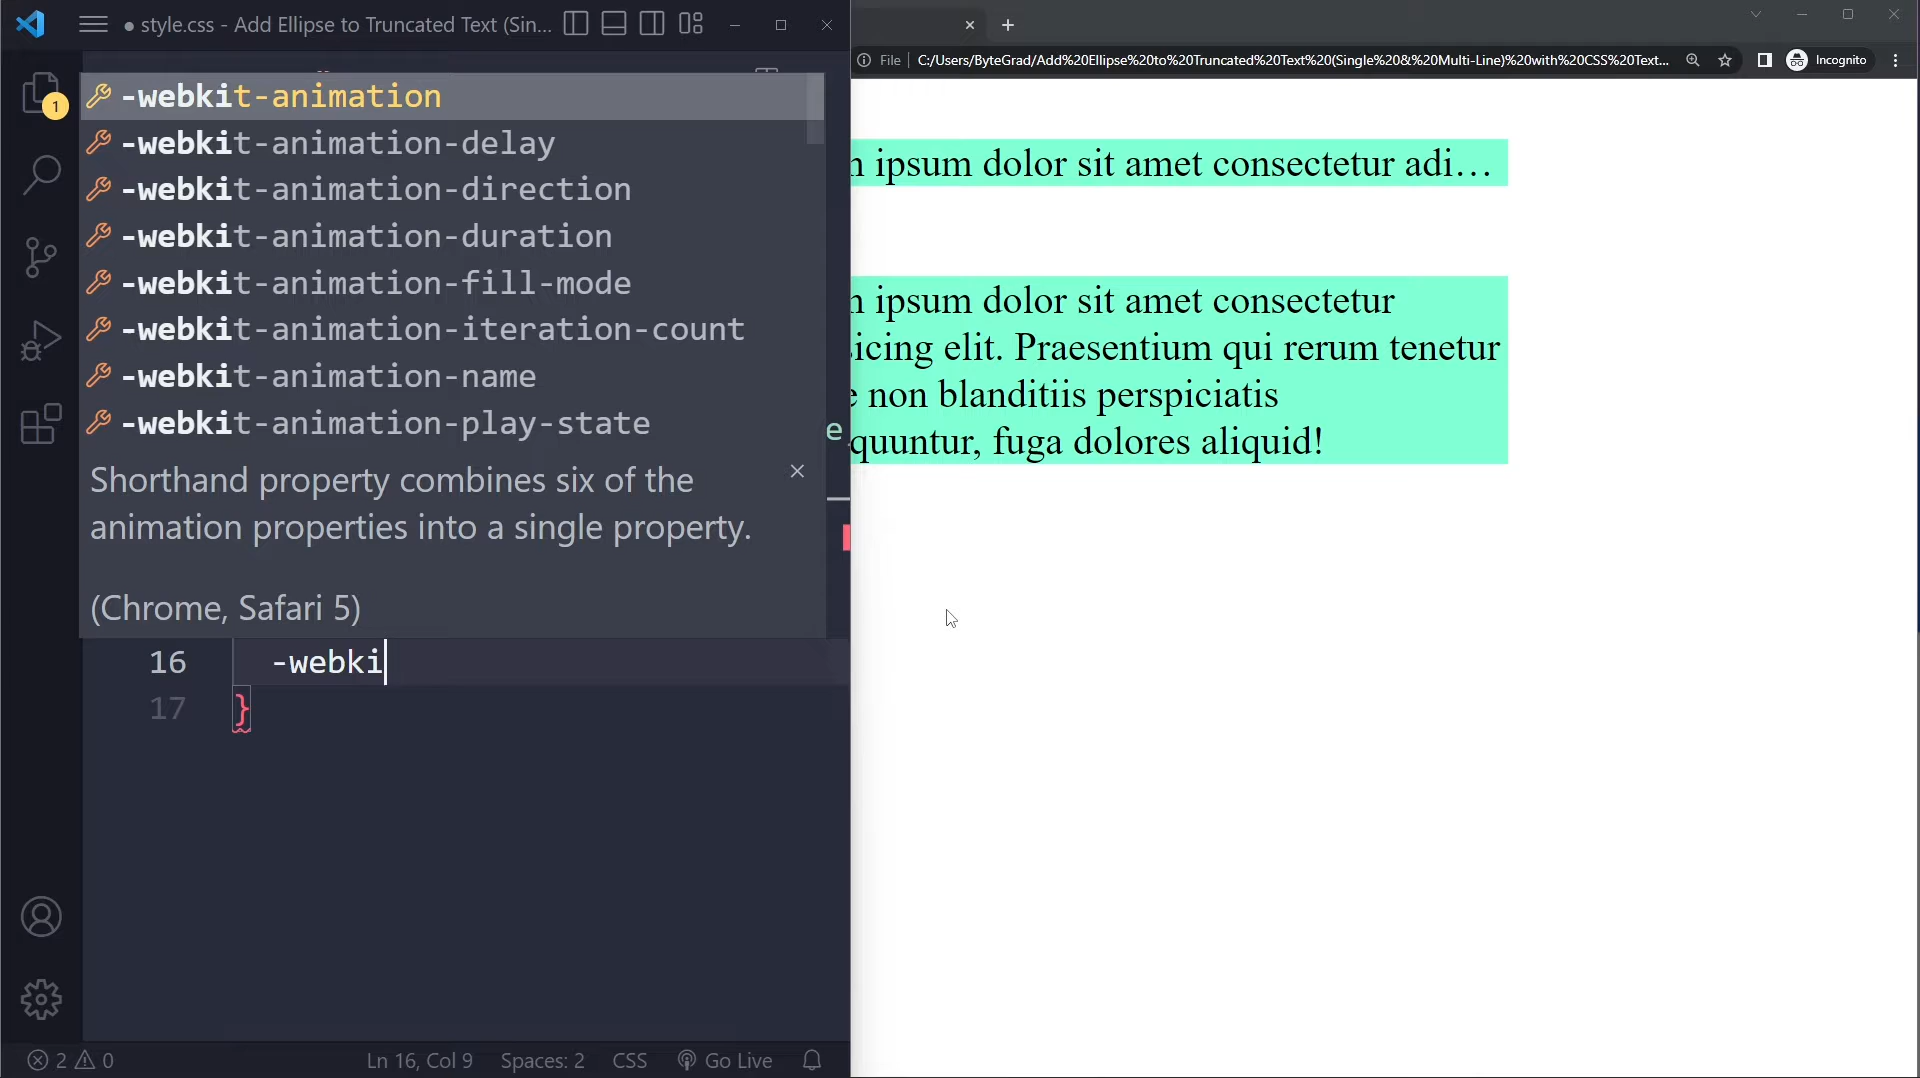 ● style.css - Add Ellipse to Truncated Text (Sin...
1
-webkit-animation
-webkit-animation-delay
-webkit-animation-direction
-webkit-animation-duration
-webkit-animation-fill-mode
-webkit-animation-iteration-count
-webkit-animation-name
-webkit-animation-play-state
Shorthand property combines six of the
animation properties into a single property.
(Chrome, Safari 5)
16 -webki
17 }
2 0 Ln 16, Col 9 Spaces: 2 CSS Go Live
File C:/Users/ByteGrad/Add%20Ellipse%20to%20Truncated%20Text%20(Single%20&%20Multi-Line)%20with%20CSS%20Text... Incognito
ipsum dolor sit amet consectetur adi...
ipsum dolor sit amet consectetur
sicing elit. Praesentium qui rerum tenetur
e non blanditiis perspiciatis
quuntur, fuga dolores aliquid!